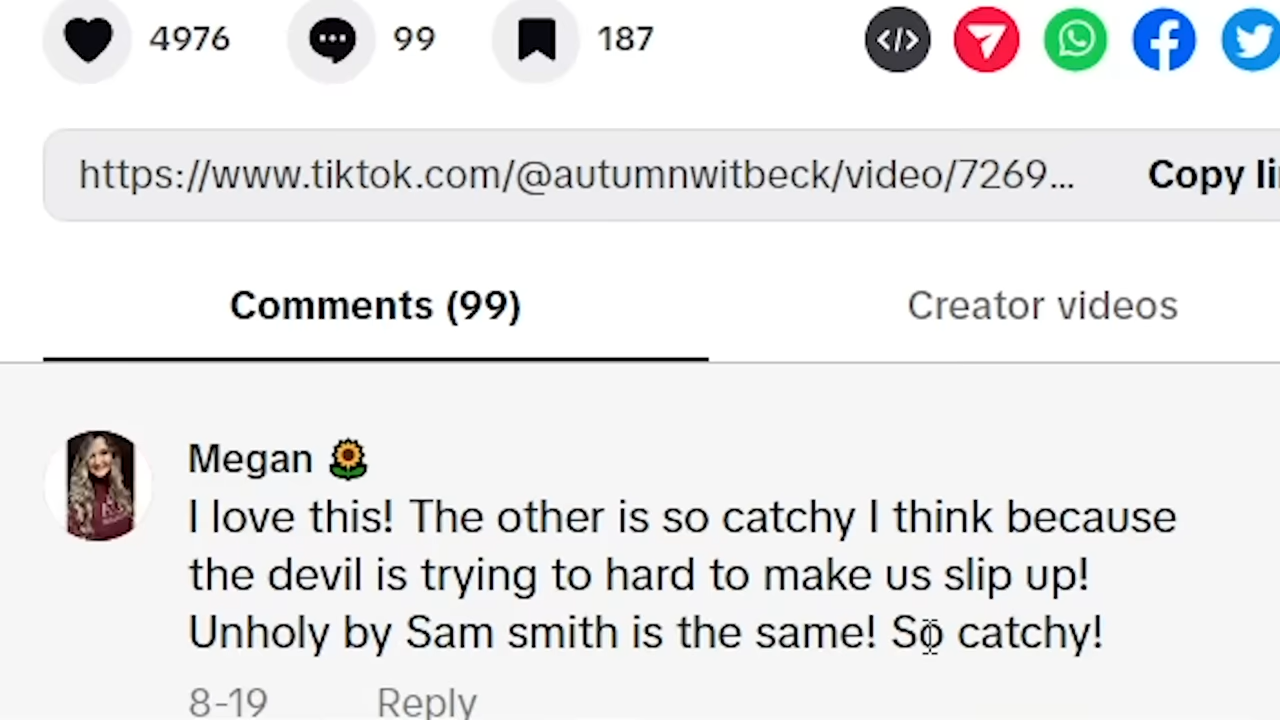 4976 99 187
https://www.tiktok.com/@autumnwitbeck/video/7269... Copy li
Comments (99) Creator videos
Megan 🌻
I love this! The other is so catchy I think because
the devil is trying to hard to make us slip up!
Unholy by Sam smith is the same! So catchy!
8-19 Reply